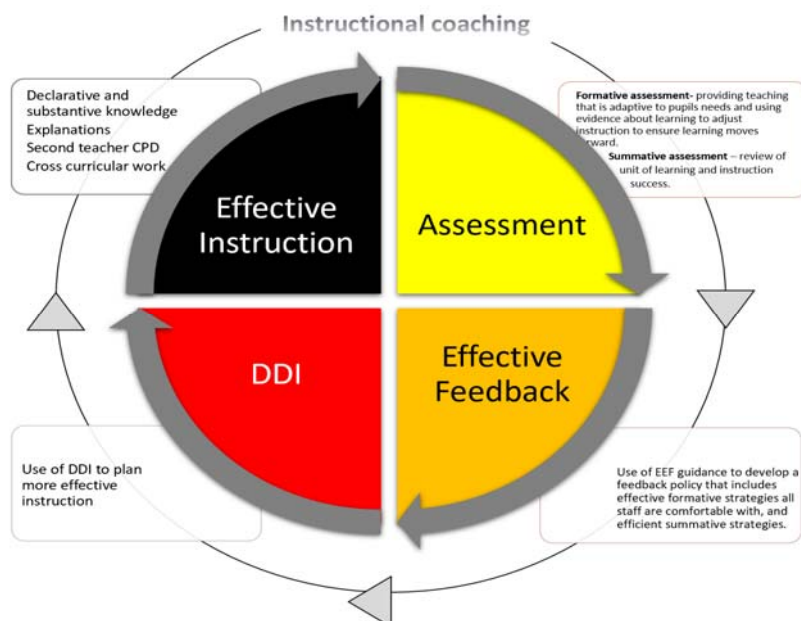 Instructional coaching
Declarative and
substantive knowledge
Explanations
Second teacher CPD
Cross curricular work
Formative assessment- providing teaching
that is adaptive to pupils needs and using
evidence about learning to adjust
instruction to ensure learning moves
orward.
Summative assessment – review of
unit of learning and instruction
success.
Effective
Instruction
Assessment
DDI
Effective
Feedback
Use of DDI to plan
more effective
instruction
Use of EEF guidance to develop a
feedback policy that includes
effective formative strategies all
staff are comfortable with, and
efficient summative strategies.